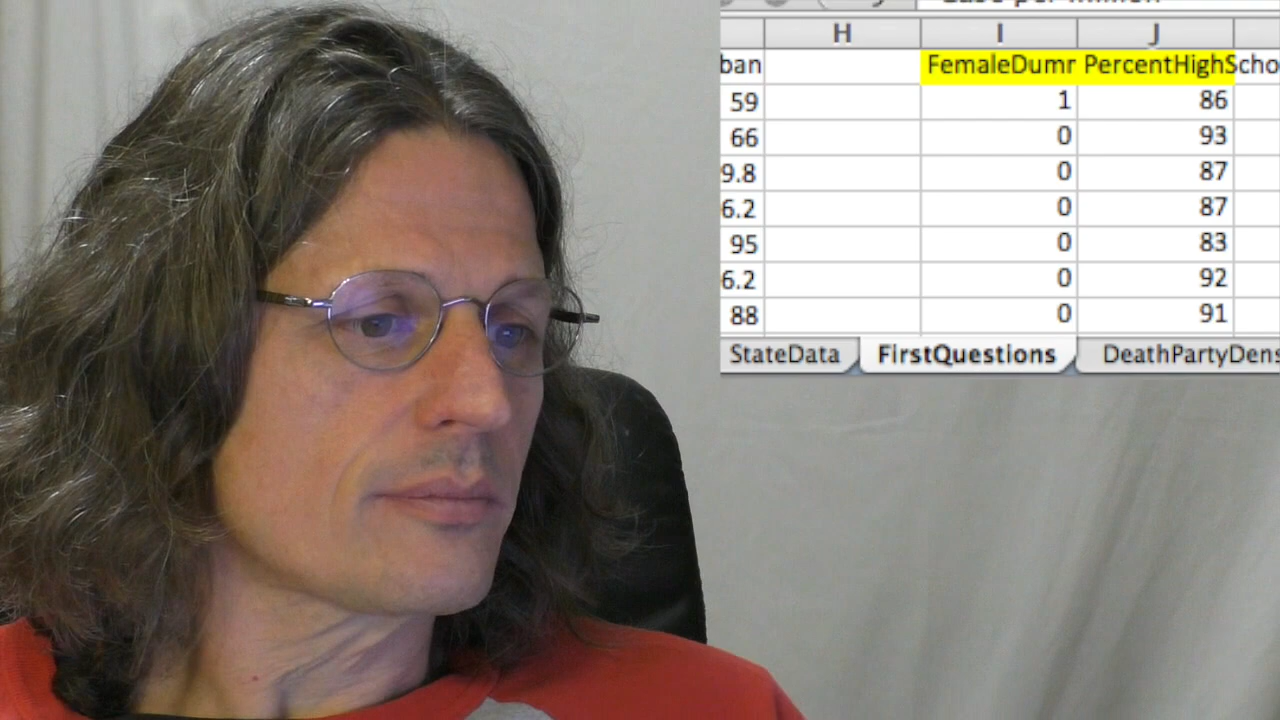 H I J
ban FemaleDumr PercentHighScho
59 1 86
66 0 93
9.8 0 87
6.2 0 87
95 0 83
6.2 0 92
88 0 91
StateData FirstQuestions DeathPartyDens